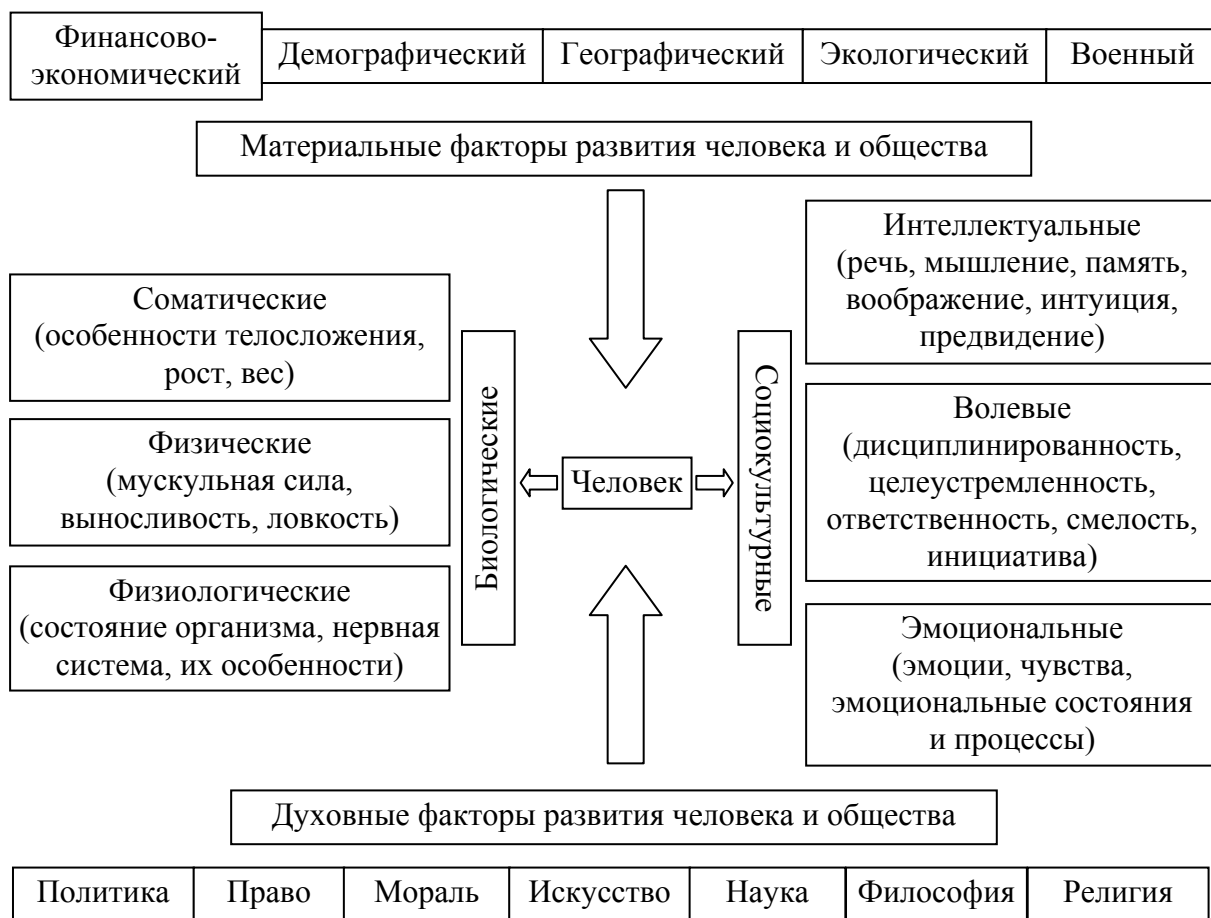 Финансово-
экономический
Демографический
Географический
Экологический
Военный
Материальные факторы развития человека и общества
Соматические
(особенности телосложения,
рост, вес)
Физические
(мускульная сила,
выносливость, ловкость)
Физиологические
(состояние организма, нервная
система, их особенности)
Биологические
Человек
Социокультурные
Интеллектуальные
(речь, мышление, память,
воображение, интуиция,
предвидение)
Волевые
(дисциплинированность,
целеустремленность,
ответственность, смелость,
инициатива)
Эмоциональные
(эмоции, чувства,
эмоциональные состояния
и процессы)
Духовные факторы развития человека и общества
Политика
Право
Мораль
Искусство
Наука
Философия
Религия